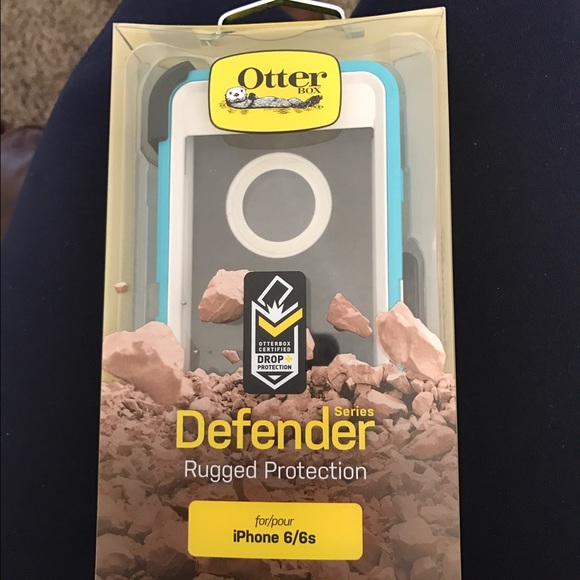 Otter
BOX
OTTERBOX
CERTIFIED
DROP+
PROTECTION
Series
Defender
Rugged Protection
for/pour
iPhone 6/6s